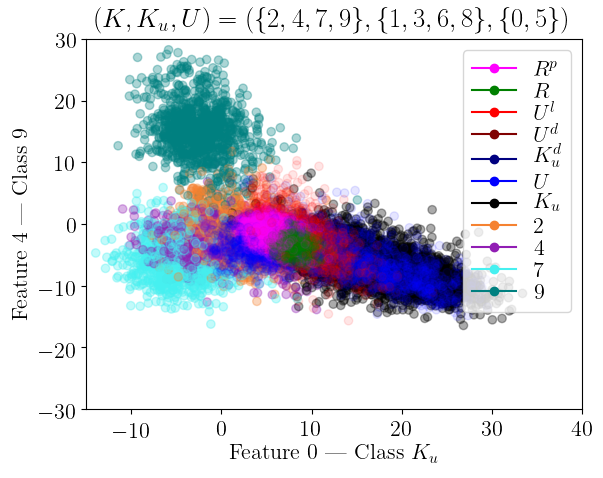 (K, K_u, U) = ({2, 4, 7, 9}, {1, 3, 6, 8}, {0, 5})
30
20
10
0
−10
−20
−30
Feature 4 — Class 9
R^p
R
U^l
U^d
K_u^d
U
K_u
2
4
7
9
−10
0
10
20
30
40
Feature 0 — Class K_u